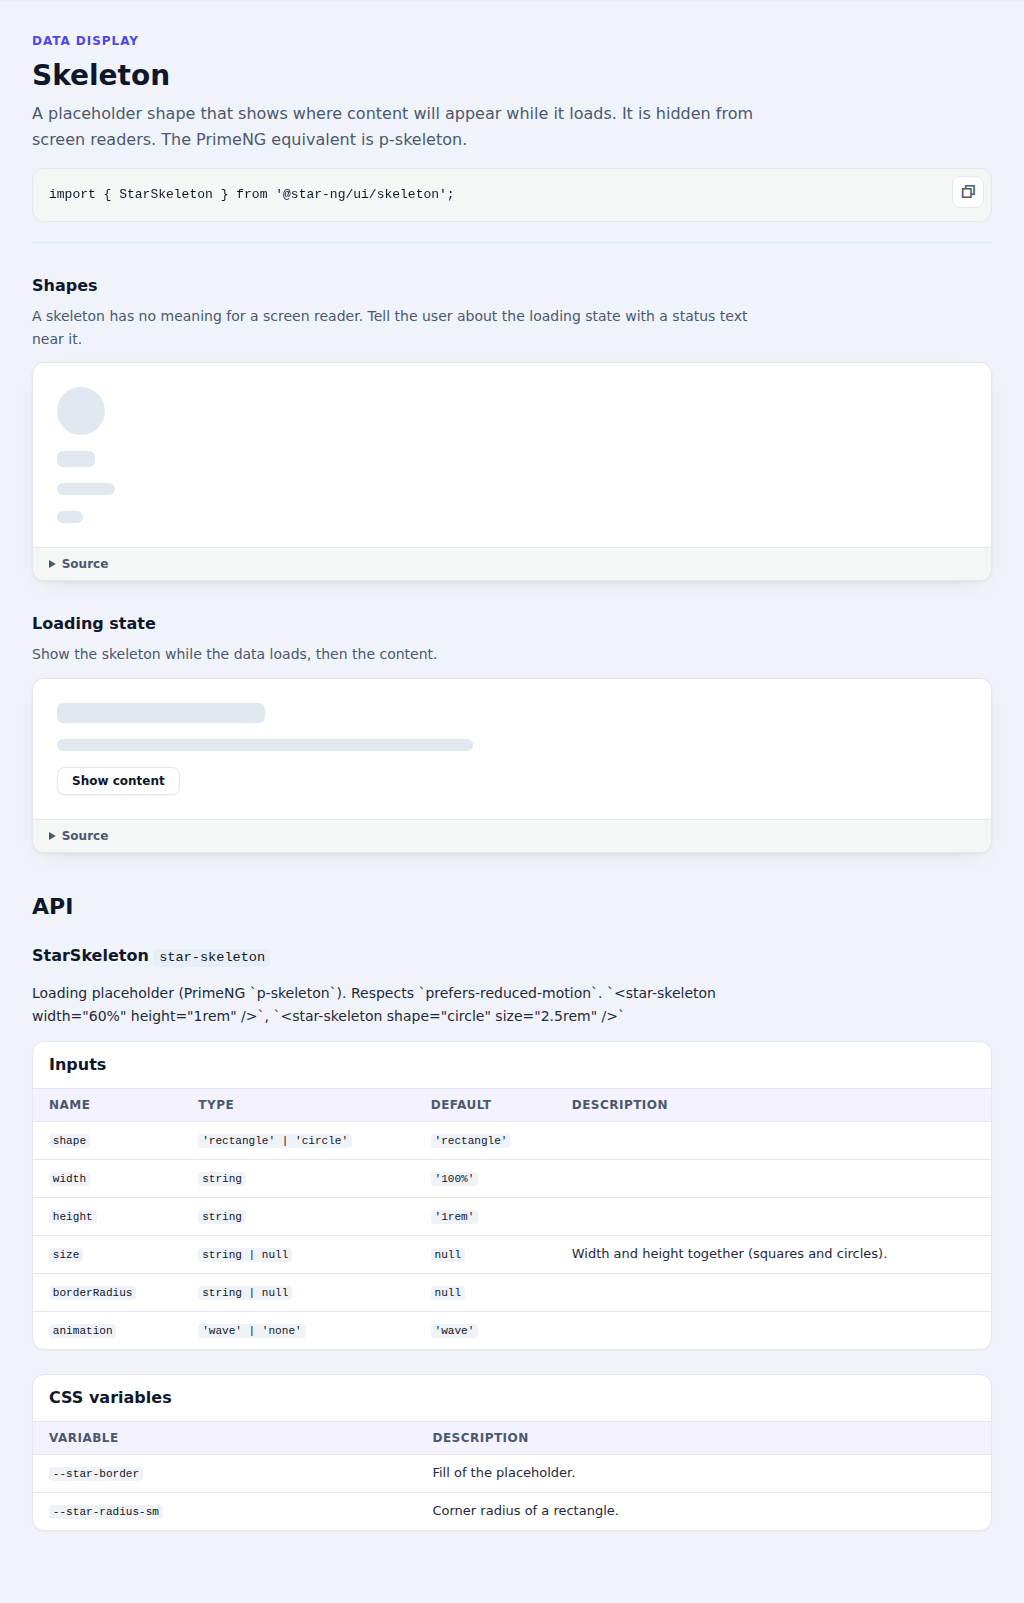 DATA DISPLAY
Skeleton
A placeholder shape that shows where content will appear while it loads. It is hidden from
screen readers. The PrimeNG equivalent is p-skeleton.
import { StarSkeleton } from '@star-ng/ui/skeleton';
Shapes
A skeleton has no meaning for a screen reader. Tell the user about the loading state with a status text
near it.
Source
Loading state
Show the skeleton while the data loads, then the content.
Show content
Source
API
StarSkeleton star-skeleton
Loading placeholder (PrimeNG `p-skeleton`). Respects `prefers-reduced-motion`. `<star-skeleton
width="60%" height="1rem" />`, `<star-skeleton shape="circle" size="2.5rem" />`
Inputs
NAME TYPE DEFAULT DESCRIPTION
shape 'rectangle' | 'circle' 'rectangle'
width string '100%'
height string '1rem'
size string | null null Width and height together (squares and circles).
borderRadius string | null null
animation 'wave' | 'none' 'wave'
CSS variables
VARIABLE DESCRIPTION
--star-border Fill of the placeholder.
--star-radius-sm Corner radius of a rectangle.